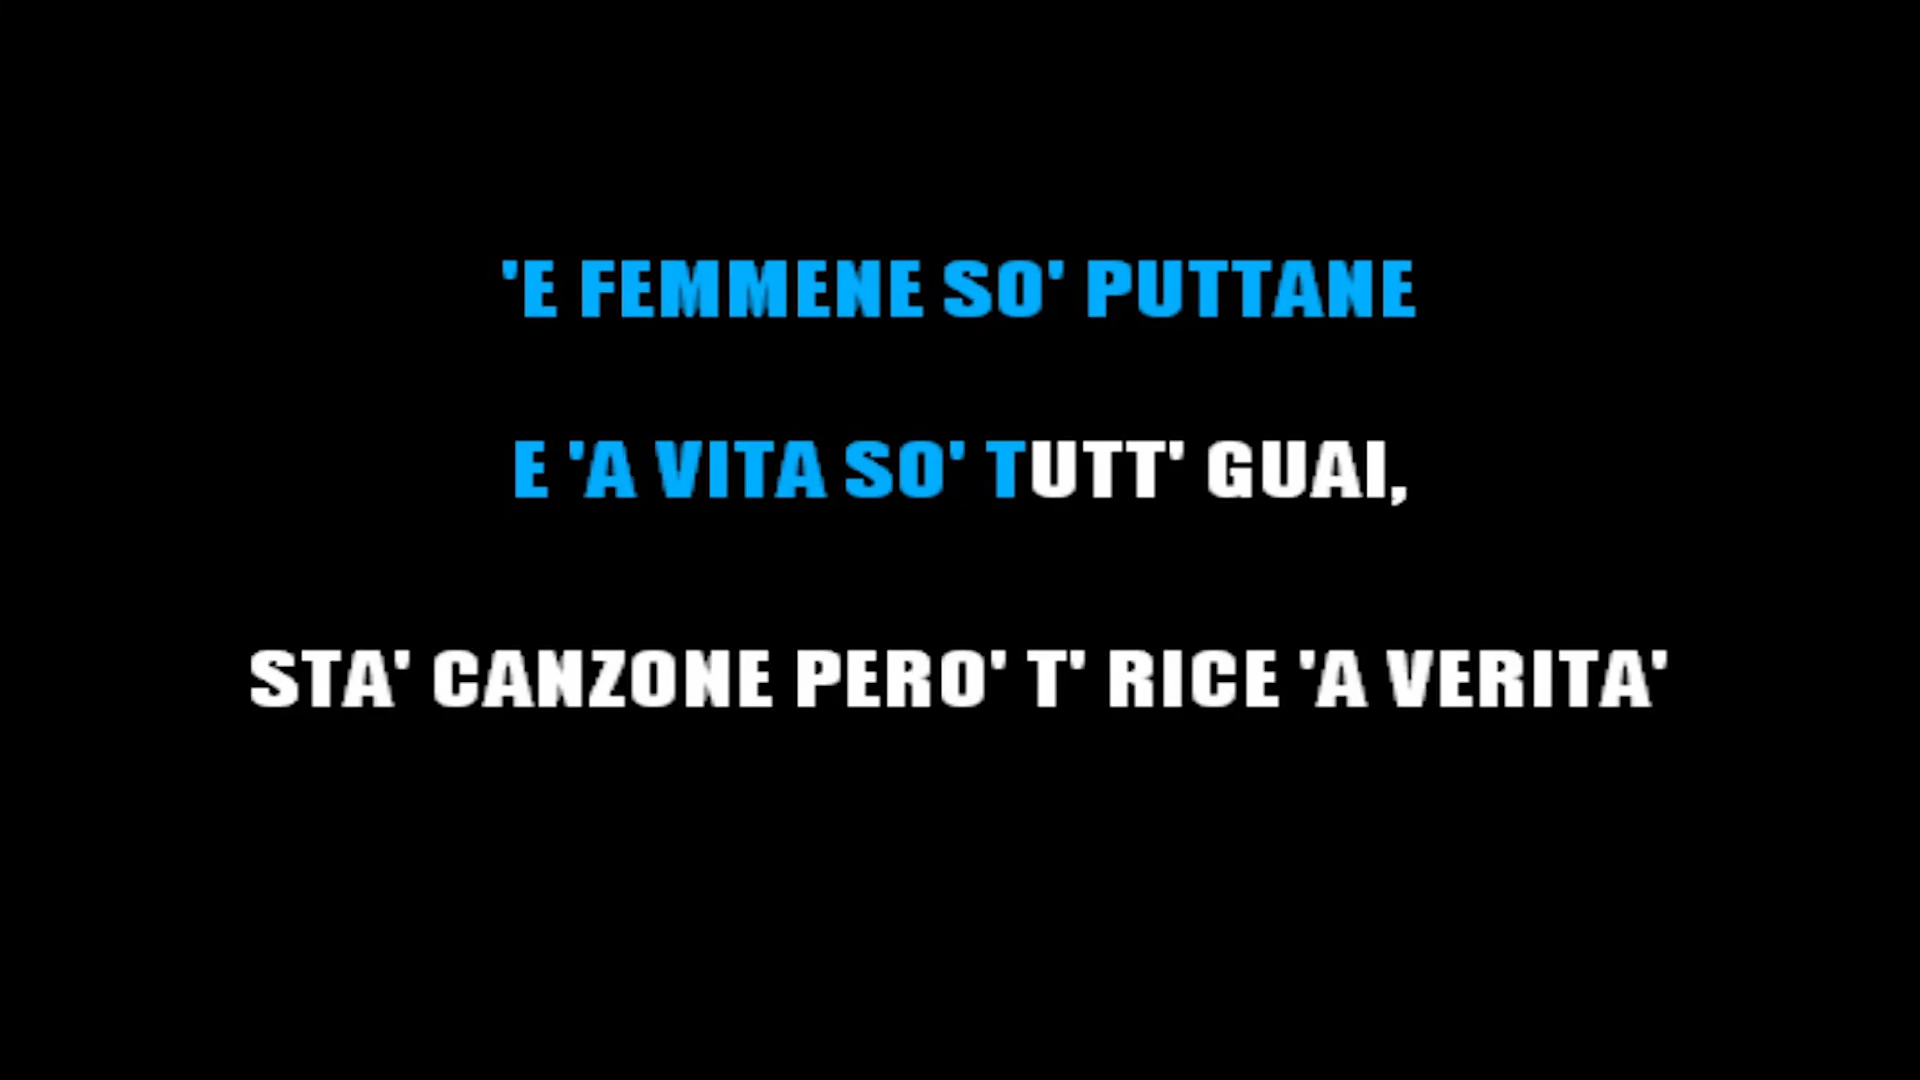 'E FEMMENE SO' PUTTANE
E 'A VITA SO' TUTT' GUAI,
STA' CANZONE PERO' T' RICE 'A VERITA'